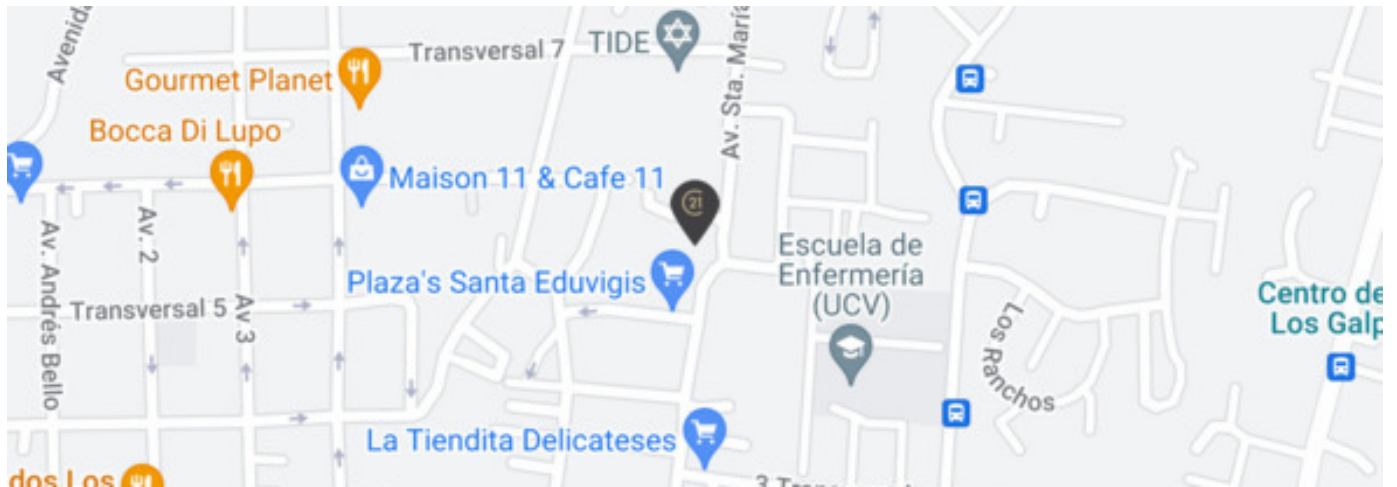 Avenida
Transversal 7
TIDE
Av. Sta. María
Gourmet Planet
Bocca Di Lupo
Maison 11 & Cafe 11
21
Av. Andrés Bello
Av. 2
Av 3
Escuela de
Enfermería
(UCV)
Plaza's Santa Eduvigis
Transversal 5
Los Ranchos
Centro de
Los Galp
La Tiendita Delicateses
dos Los